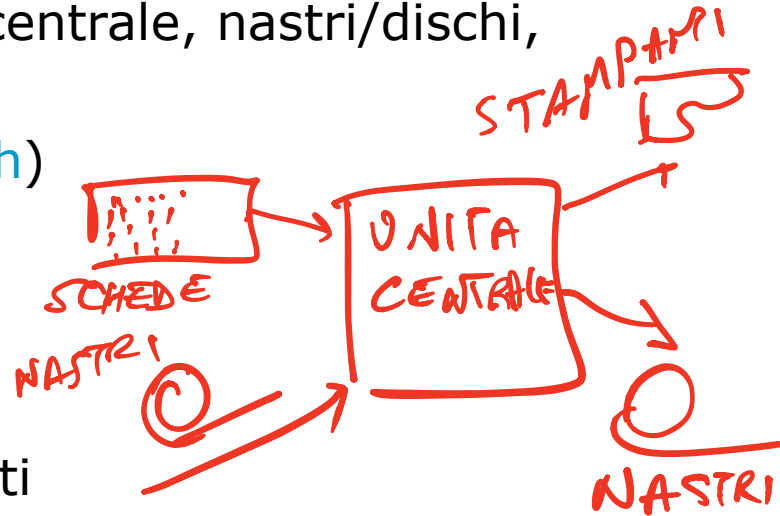 centrale, nastri/dischi,
STAMPANTI
h)
UNITA
CENTRALE
SCHEDE
NASTRI
ti
NASTRI